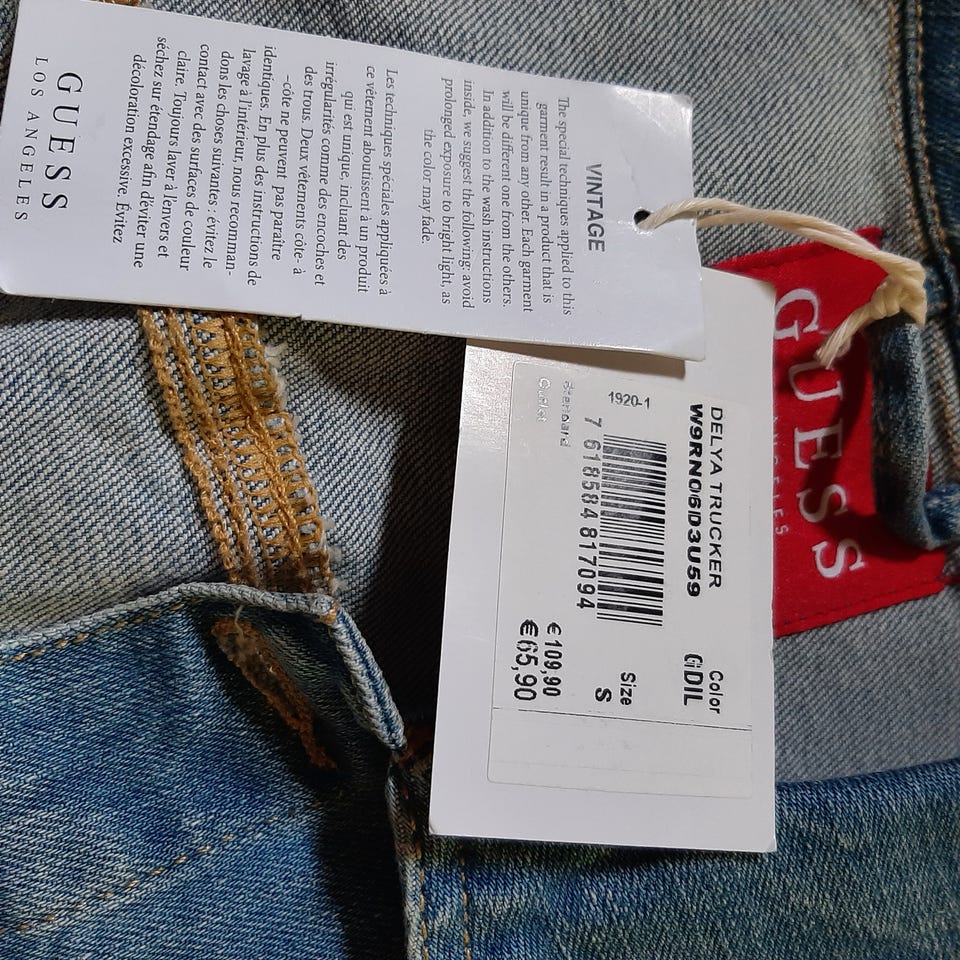 VINTAGE
The special techniques applied to this
garment result in a product that is
unique from any other. Each garment
will be different one from the others.
In addition to the wash instructions
inside, we suggest the following: avoid
prolonged exposure to bright light, as
the color may fade.
Les techniques spéciales appliquées à
ce vêtement aboutissent à un produit
qui est unique, incluant des
irrégularités comme des encoches et
des trous. Deux vêtements côte- à
-côte ne peuvent pas paraître
identiques. En plus des instructions de
lavage à l'intérieur, nous recomman-
dons les choses suivantes : évitez le
contact avec des surfaces de couleur
claire. Toujours laver à l'envers et
séchez sur étendage afin d'éviter une
décoloration excessive Évitez
GUESS
LOS ANGELES
GUESS
ANGELES
DELYA TRUCKER
W9RN06D3U59
Color
GDIL
1920-1
7 618584 817094
Size
S
Standard
Outlet
€ 109,90
€65,90